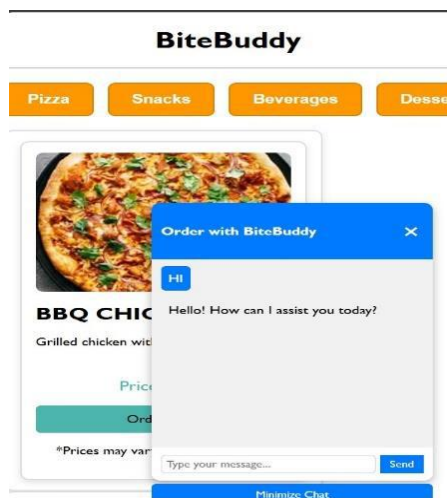 BiteBuddy
Pizza Snacks Beverages Desse
Order with BiteBuddy ×
HI
Hello! How can I assist you today?
BBQ CHIC
Grilled chicken wit
Price
Ord
*Prices may var
Type your message... Send
Minimize Chat